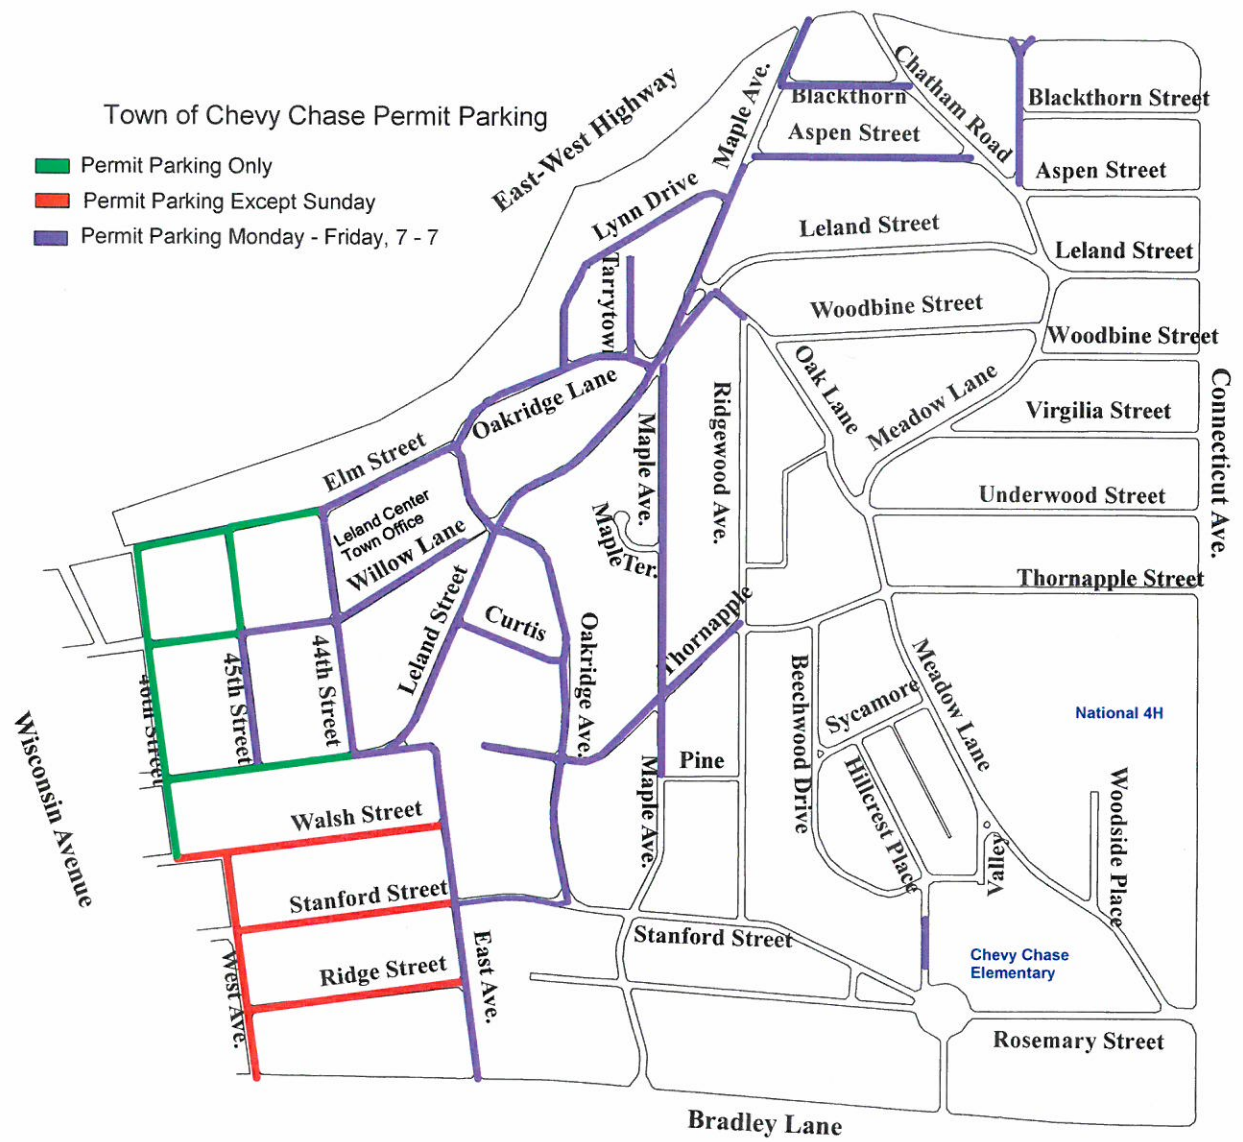 Town of Chevy Chase Permit Parking
Permit Parking Only
Permit Parking Except Sunday
Permit Parking Monday - Friday, 7 - 7
East-West Highway
Maple Ave.
Blackthorn
Aspen Street
Chatham Road
Blackthorn Street
Aspen Street
Lynn Drive
Tarrytown
Leland Street
Leland Street
Woodbine Street
Woodbine Street
Oak Lane
Meadow Lane
Virgilia Street
Connecticut Ave.
Oakridge Lane
Ridgewood Ave.
Maple Ave.
Elm Street
Underwood Street
Leland Center
Town Office
Willow Lane
Maple Ter.
Thornapple Street
Leland Street
Curtis
Oakridge Ave.
Thornapple
44th Street
45th Street
46th Street
Beechwood Drive
Sycamore
Meadow Lane
National 4H
Wisconsin Avenue
Pine
Maple Ave.
Hillcrest Place
Valley
Woodside Place
Walsh Street
Stanford Street
Stanford Street
Chevy Chase
Elementary
Ridge Street
West Ave.
East Ave.
Rosemary Street
Bradley Lane